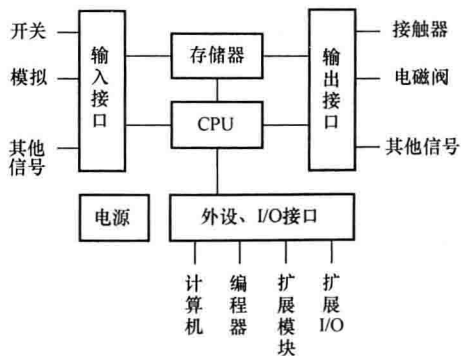 开关
模拟
其他
信号
输入接口
存储器
CPU
输出接口
接触器
电磁阀
其他信号
电源
外设、I/O接口
计算机
编程器
扩展模块
扩展I/O